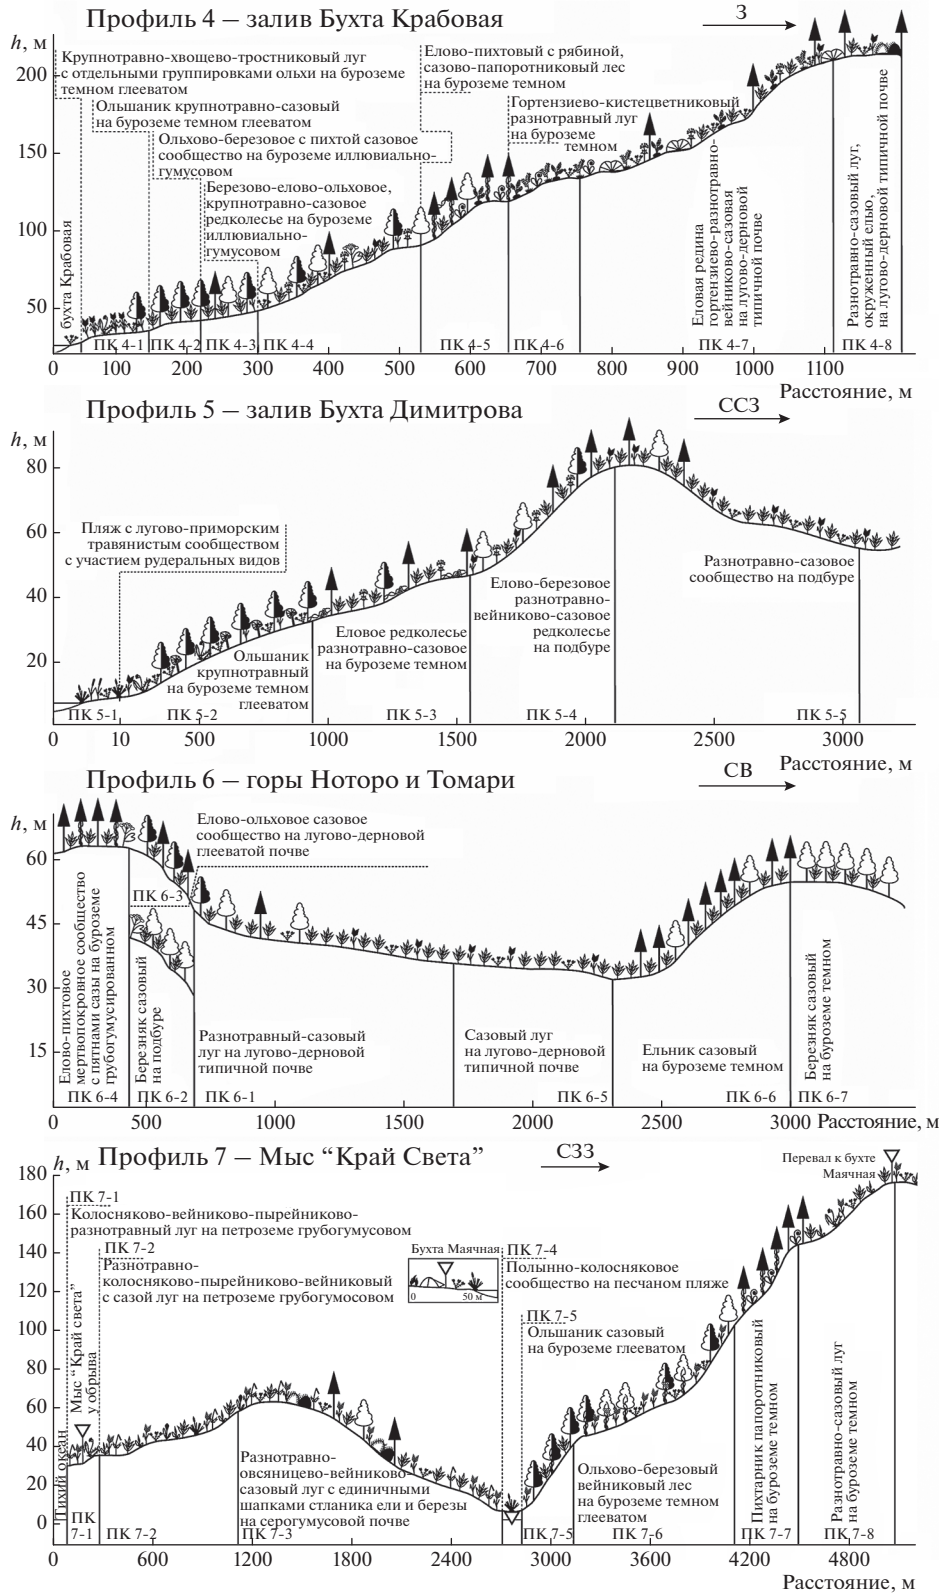 Профиль 4 – залив Бухта Крабовая
З
h, м
Крупнотравно-хвощево-тростниковый луг
с отдельными группировками ольхи на буроземе
темном глееватом
Ольшаник крупнотравно-сазовый
на буроземе темном глееватом
Ольхово-березовое с пихтой сазовое
сообщество на буроземе иллювиально-
гумусовом
Березово-елово-ольховое,
крупнотравно-сазовое
редколесье на буроземе
иллювиально-
гумусовом
Елово-пихтовый с рябиной,
сазово-папоротниковый лес
на буроземе темном
Гортензиево-кистецветниковый
разнотравный луг
на буроземе
темном
Еловая редина
гортензиево-разнотравно-
вейниково-сазовая
на лугово-дерновой
типичной почве
Разнотравно-сазовый луг,
окруженный елью,
на лугово-дерновой типичной почве
бухта Крабовая
200
150
100
50
ПК 4-1
ПК 4-2
ПК 4-3
ПК 4-4
ПК 4-5
ПК 4-6
ПК 4-7
ПК 4-8
0
100
200
300
400
500
600
700
800
900
1000
1100
Расстояние, м
Профиль 5 – залив Бухта Димитрова
ССЗ
h, м
80
60
40
20
Пляж с лугово-приморским
травянистым сообществом
с участием рудеральных видов
Ольшаник
крупнотравный
на буроземе темном
глееватом
Еловое редколесье
разнотравно-сазовое
на буроземе темном
Елово-березовое
разнотравно-
вейниково-сазовое
редколесье
на подбуре
Разнотравно-сазовое
сообщество на подбуре
ПК 5-1
ПК 5-2
ПК 5-3
ПК 5-4
ПК 5-5
0
10
500
1000
1500
2000
2500
3000
Расстояние, м
Профиль 6 – горы Ноторо и Томари
СВ
h, м
60
45
30
15
Елово-ольховое сазовое
сообщество на лугово-дерновой
глееватой почве
ПК 6-3
Елово-пихтовое
мертвопокровное сообщество
с пятнами сазы на буроземе
грубогумусированном
Березняк сазовый
на подбуре
Разнотравный-сазовый
луг на лугово-дерновой
типичной почве
Сазовый луг
на лугово-дерновой
типичной почве
Ельник сазовый
на буроземе темном
Березняк сазовый
на буроземе темном
ПК 6-4
ПК 6-2
ПК 6-1
ПК 6-5
ПК 6-6
ПК 6-7
0
500
1000
1500
2000
2500
3000
Расстояние, м
Профиль 7 – Мыс “Край Света”
СЗЗ
h, м
180
160
140
120
100
80
60
40
20
0
ПК 7-1
Колосняково-вейниково-пырейниково-
разнотравный луг на петроземе грубогумусовом
ПК 7-2
Разнотравно-
колосняково-пырейниково-вейниковый
с сазой луг на петроземе грубогумосовом
Бухта Маячная
0
50 м
ПК 7-4
Полынно-колосняковое
сообщество на песчаном пляже
ПК 7-5
Ольшаник сазовый
на буроземе глееватом
Перевал к бухте
Маячная
Тихий океан
Мыс “Край света”
у обрыва
Разнотравно-
овсяницево-вейниково-
сазовый луг с единичными
шапками стланика ели и березы
на серогумусовой почве
Ольхово-березовый
вейниковый лес
на буроземе темном
глееватом
Пихтарник папоротниковый
на буроземе темном
Разнотравно-сазовый луг
на буроземе темном
ПК
7-1
ПК 7-2
ПК 7-3
ПК 7-5
ПК 7-6
ПК 7-7
ПК 7-8
0
600
1200
1800
2400
3000
3600
4200
4800
Расстояние, м